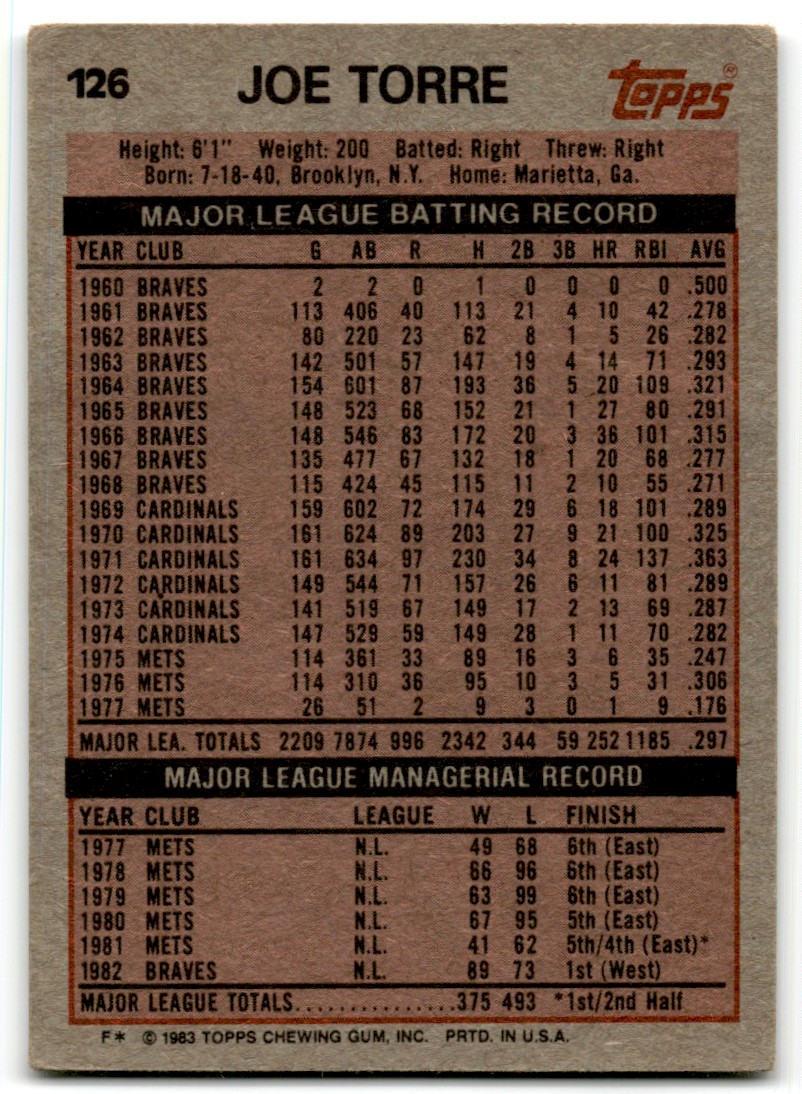 126 JOE TORRE Topps®
Height: 6'1" Weight: 200 Batted: Right Threw: Right
Born: 7-18-40, Brooklyn, N.Y. Home: Marietta, Ga.
MAJOR LEAGUE BATTING RECORD
YEAR CLUB G AB R H 2B 3B HR RBI AVG
1960 BRAVES 2 2 0 1 0 0 0 0 .500
1961 BRAVES 113 406 40 113 21 4 10 42 .278
1962 BRAVES 80 220 23 62 8 1 5 26 .282
1963 BRAVES 142 501 57 147 19 4 14 71 .293
1964 BRAVES 154 601 87 193 36 5 20 109 .321
1965 BRAVES 148 523 68 152 21 1 27 80 .291
1966 BRAVES 148 546 83 172 20 3 36 101 .315
1967 BRAVES 135 477 67 132 18 1 20 68 .277
1968 BRAVES 115 424 45 115 11 2 10 55 .271
1969 CARDINALS 159 602 72 174 29 6 18 101 .289
1970 CARDINALS 161 624 89 203 27 9 21 100 .325
1971 CARDINALS 161 634 97 230 34 8 24 137 .363
1972 CARDINALS 149 544 71 157 26 6 11 81 .289
1973 CARDINALS 141 519 67 149 17 2 13 69 .287
1974 CARDINALS 147 529 59 149 28 1 11 70 .282
1975 METS 114 361 33 89 16 3 6 35 .247
1976 METS 114 310 36 95 10 3 5 31 .306
1977 METS 26 51 2 9 3 0 1 9 .176
MAJOR LEA. TOTALS 2209 7874 996 2342 344 59 252 1185 .297
MAJOR LEAGUE MANAGERIAL RECORD
YEAR CLUB LEAGUE W L FINISH
1977 METS N.L. 49 68 6th (East)
1978 METS N.L. 66 96 6th (East)
1979 METS N.L. 63 99 6th (East)
1980 METS N.L. 67 95 5th (East)
1981 METS N.L. 41 62 5th/4th (East)*
1982 BRAVES N.L. 89 73 1st (West)
MAJOR LEAGUE TOTALS................375 493 *1st/2nd Half
F* © 1983 TOPPS CHEWING GUM, INC. PRTD. IN U.S.A.